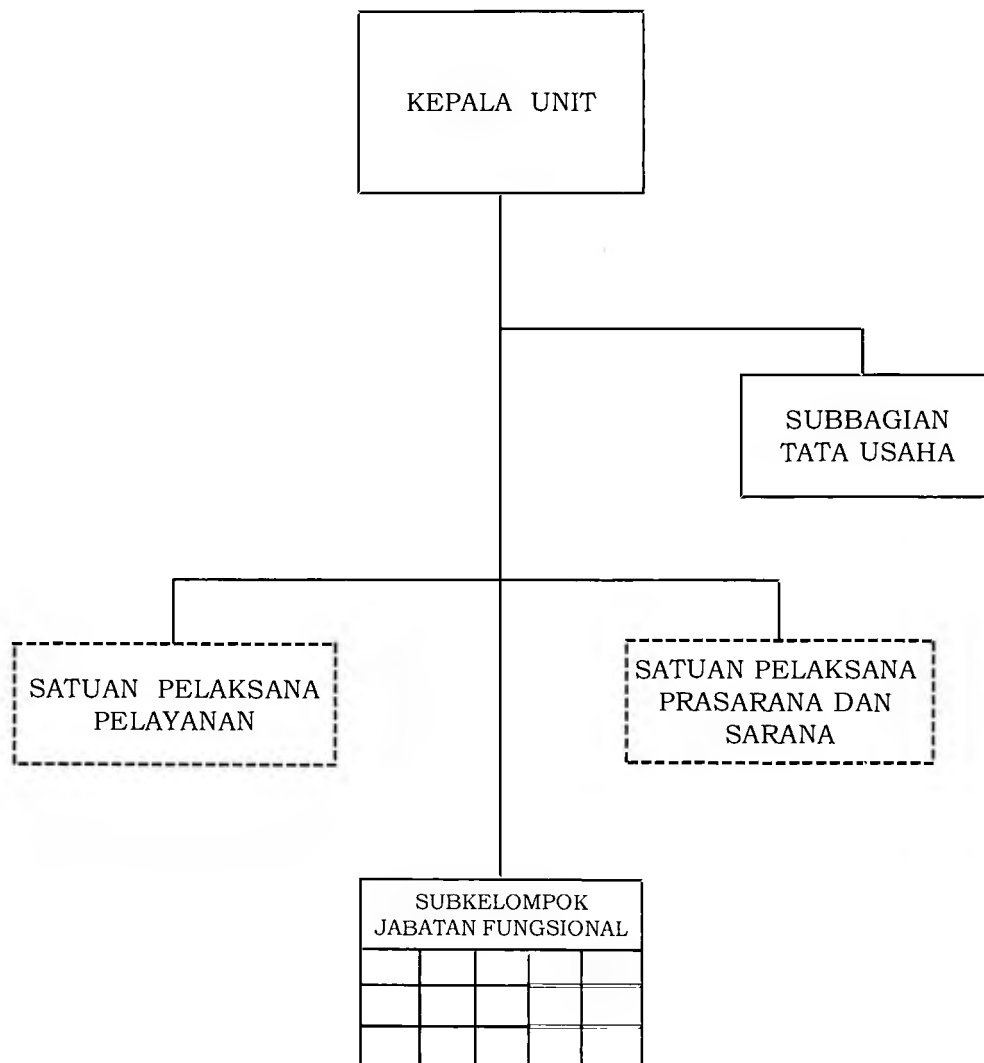 KEPALA UNIT
SUBBAGIAN
TATA USAHA
SATUAN PELAKSANA
PELAYANAN
SATUAN PELAKSANA
PRASARANA DAN
SARANA
SUBKELOMPOK
JABATAN FUNGSIONAL